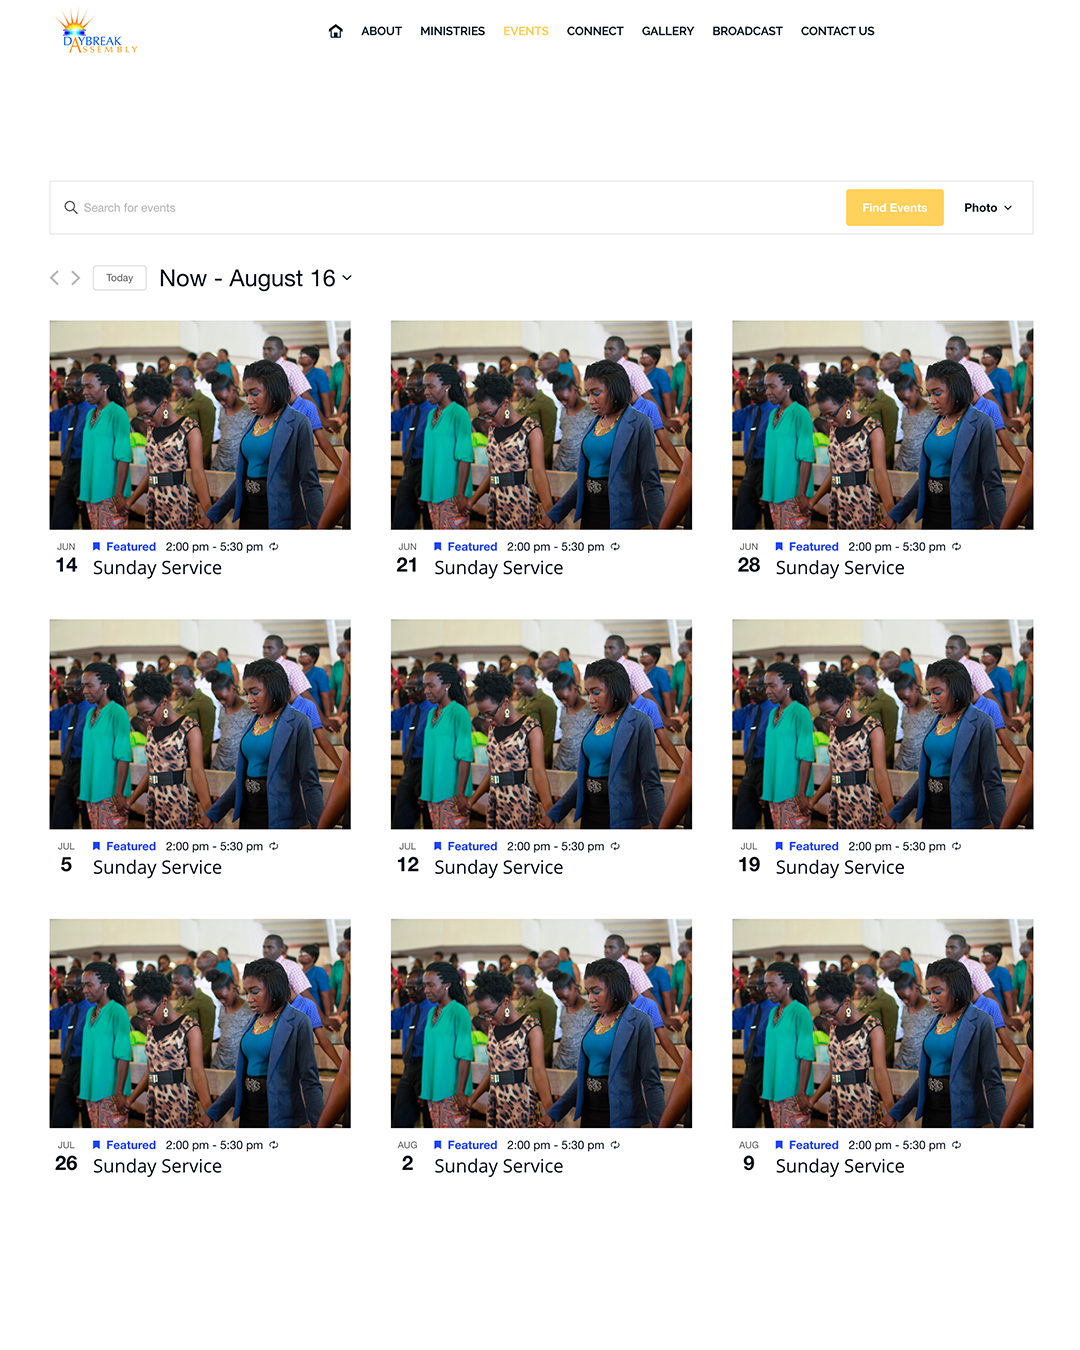 DAYBREAK
ASSEMBLY
ABOUT MINISTRIES EVENTS CONNECT GALLERY BROADCAST CONTACT US
Search for events Find Events Photo
Today Now - August 16
JUN 14 Featured 2:00 pm - 5:30 pm
Sunday Service
JUN 21 Featured 2:00 pm - 5:30 pm
Sunday Service
JUN 28 Featured 2:00 pm - 5:30 pm
Sunday Service
JUL 5 Featured 2:00 pm - 5:30 pm
Sunday Service
JUL 12 Featured 2:00 pm - 5:30 pm
Sunday Service
JUL 19 Featured 2:00 pm - 5:30 pm
Sunday Service
JUL 26 Featured 2:00 pm - 5:30 pm
Sunday Service
AUG 2 Featured 2:00 pm - 5:30 pm
Sunday Service
AUG 9 Featured 2:00 pm - 5:30 pm
Sunday Service